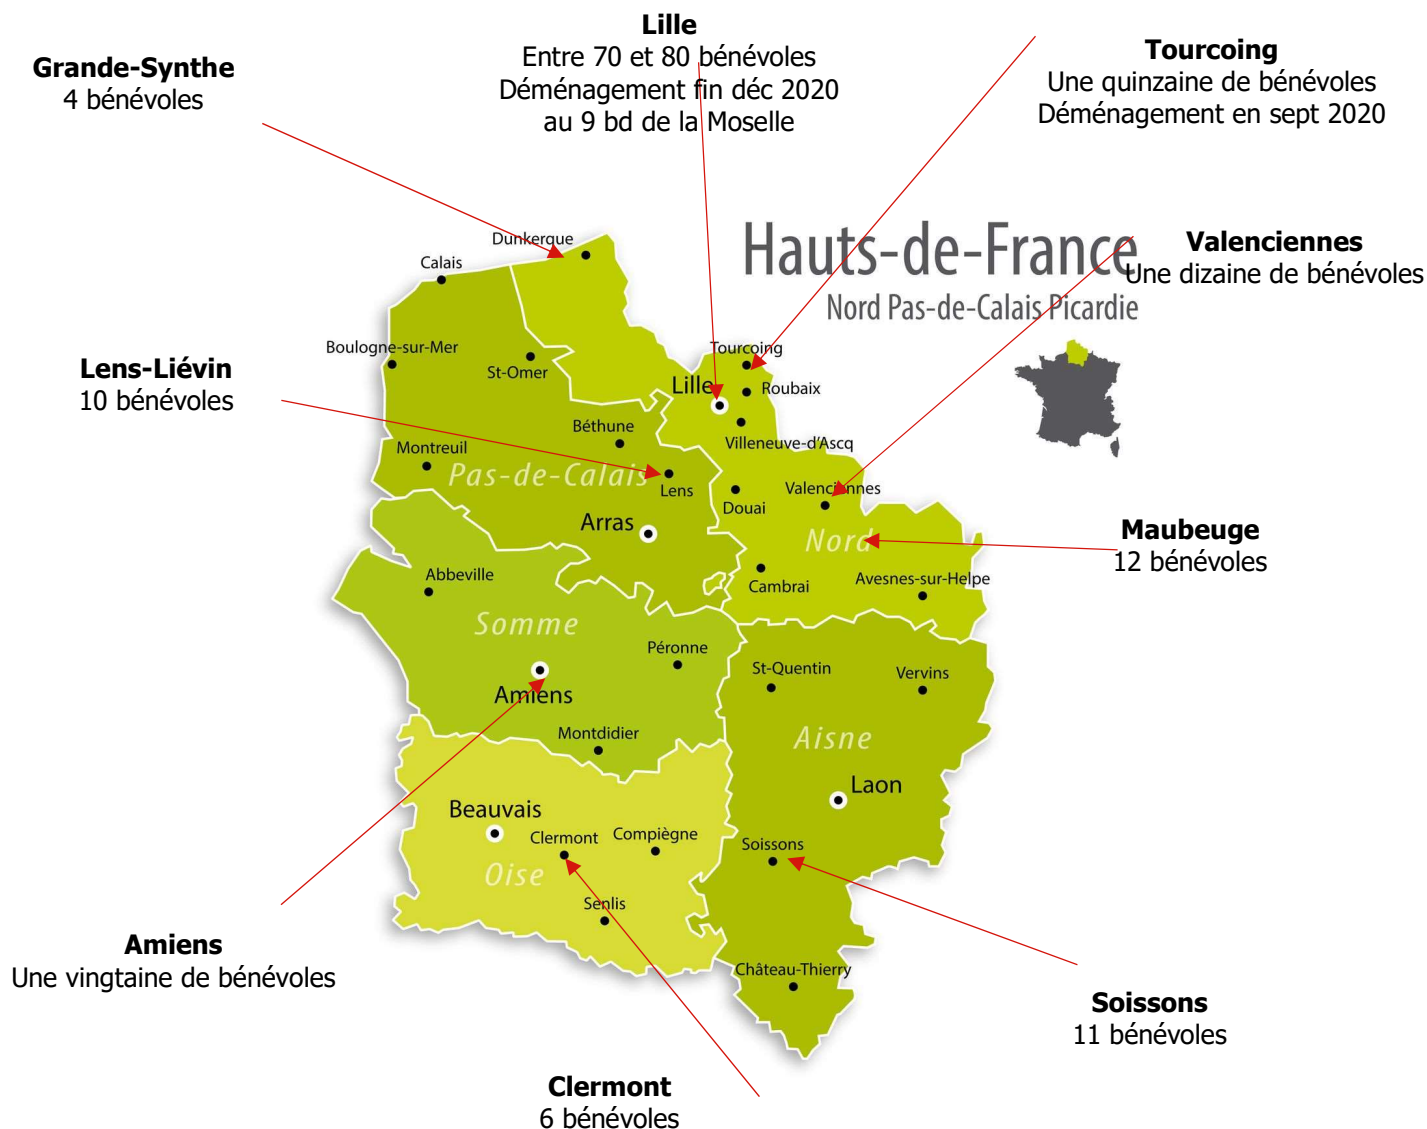 Lille
Entre 70 et 80 bénévoles
Déménagement fin déc 2020
au 9 bd de la Moselle
Tourcoing
Une quinzaine de bénévoles
Déménagement en sept 2020
Grande-Synthe
4 bénévoles
Hauts-de-France
Nord Pas-de-Calais Picardie
Valenciennes
Une dizaine de bénévoles
Lens-Liévin
10 bénévoles
Maubeuge
12 bénévoles
Dunkerque
Calais
Boulogne-sur-Mer
St-Omer
Tourcoing
Lille
Roubaix
Villeneuve-d'Ascq
Béthune
Montreuil
Pas-de-Calais
Lens
Douai
Valenciennes
Arras
Nord
Cambrai
Avesnes-sur-Helpe
Abbeville
Somme
Péronne
St-Quentin
Vervins
Amiens
Montdidier
Aisne
Laon
Beauvais
Clermont
Compiègne
Soissons
Oise
Senlis
Château-Thierry
Amiens
Une vingtaine de bénévoles
Soissons
11 bénévoles
Clermont
6 bénévoles